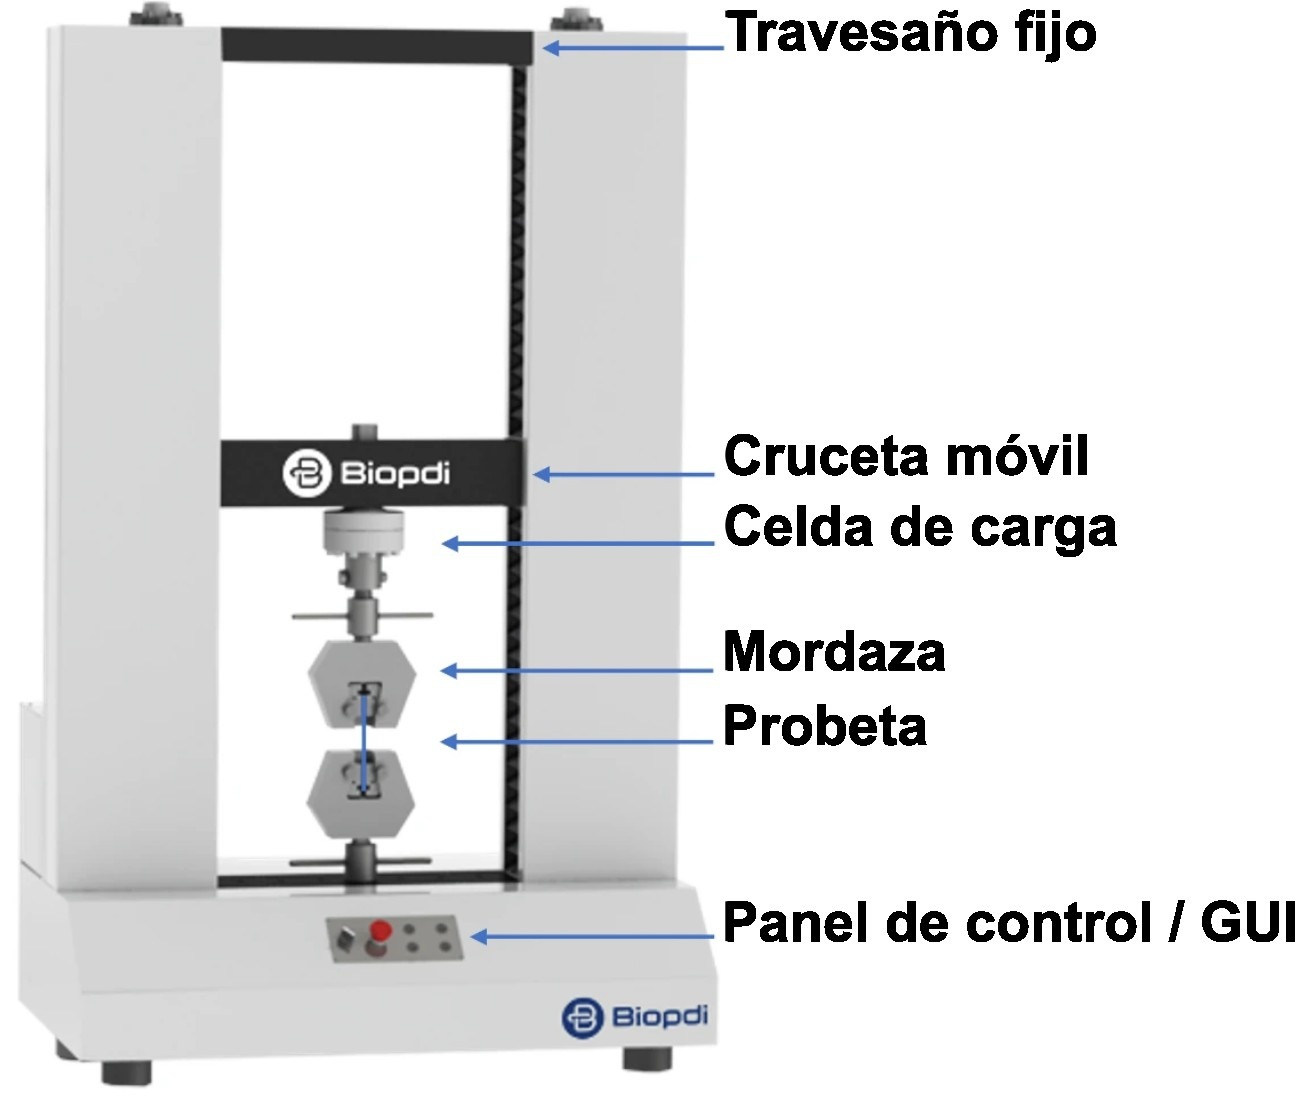 Travesaño fijo
Biopdi
Cruceta móvil
Celda de carga
Mordaza
Probeta
Panel de control / GUI
Biopdi